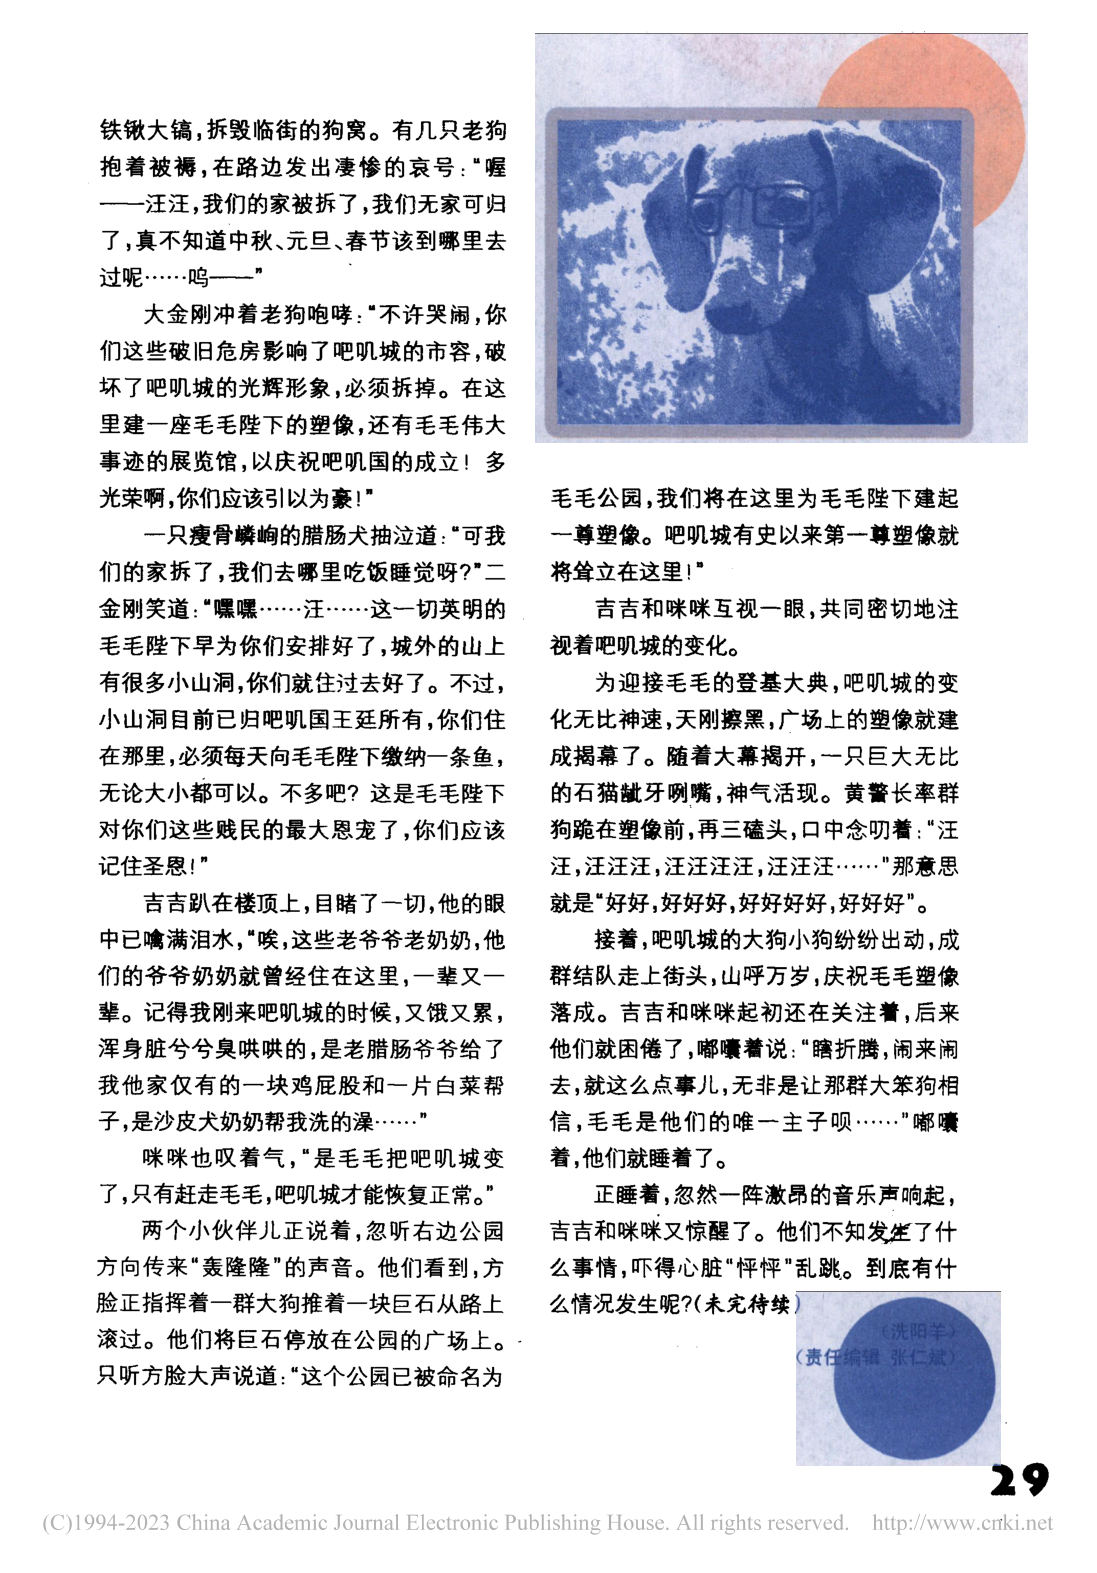 铁锹大镐,拆毁临街的狗窝。有几只老狗
抱着被褥,在路边发出凄惨的哀号:“喔
——汪汪,我们的家被拆了,我们无家可归
了,真不知道中秋、元旦、春节该到哪里去
过呢……呜——”
大金刚冲着老狗咆哮:“不许哭闹,你
们这些破旧危房影响了吧叽城的市容,破
坏了吧叽城的光辉形象,必须拆掉。在这
里建一座毛毛陛下的塑像,还有毛毛伟大
事迹的展览馆,以庆祝吧叽国的成立!多
光荣啊,你们应该引以为豪!”
一只瘦骨嶙峋的腊肠犬抽泣道:“可我
们的家拆了,我们去哪里吃饭睡觉呀?”二
金刚笑道:“嘿嘿……汪……这一切英明的
毛毛陛下早为你们安排好了,城外的山上
有很多小山洞,你们就住过去好了。不过,
小山洞目前已归吧叽国王廷所有,你们住
在那里,必须每天向毛毛陛下缴纳一条鱼,
无论大小都可以。不多吧?这是毛毛陛下
对你们这些贱民的最大恩宠了,你们应该
记住圣恩!”
吉吉趴在楼顶上,目睹了一切,他的眼
中已噙满泪水,“唉,这些老爷爷老奶奶,他
们的爷爷奶奶就曾经住在这里,一辈又一
辈。记得我刚来吧叽城的时候,又饿又累,
浑身脏兮兮臭哄哄的,是老腊肠爷爷给了
我他家仅有的一块鸡屁股和一片白菜帮
子,是沙皮犬奶奶帮我洗的澡……”
咪咪也叹着气,“是毛毛把吧叽城变
了,只有赶走毛毛,吧叽城才能恢复正常。”
两个小伙伴儿正说着,忽听右边公园
方向传来“轰隆隆”的声音。他们看到,方
脸正指挥着一群大狗推着一块巨石从路上
滚过。他们将巨石停放在公园的广场上。
只听方脸大声说道:“这个公园已被命名为
毛毛公园,我们将在这里为毛毛陛下建起
一尊塑像。吧叽城有史以来第一尊塑像就
将耸立在这里!”
吉吉和咪咪互视一眼,共同密切地注
视着吧叽城的变化。
为迎接毛毛的登基大典,吧叽城的变
化无比神速,天刚擦黑,广场上的塑像就建
成揭幕了。随着大幕揭开,一只巨大无比
的石猫龇牙咧嘴,神气活现。黄警长率群
狗跪在塑像前,再三磕头,口中念叨着:“汪
汪,汪汪汪,汪汪汪汪,汪汪汪……”那意思
就是“好好,好好好,好好好好,好好好”。
接着,吧叽城的大狗小狗纷纷出动,成
群结队走上街头,山呼万岁,庆祝毛毛塑像
落成。吉吉和咪咪起初还在关注着,后来
他们就困倦了,嘟囔着说:“瞎折腾,闹来闹
去,就这么点事儿,无非是让那群大笨狗相
信,毛毛是他们的唯一主子呗……”嘟囔
着,他们就睡着了。
正睡着,忽然一阵激昂的音乐声响起,
吉吉和咪咪又惊醒了。他们不知发生了什
么事情,吓得心脏“怦怦”乱跳。到底有什
么情况发生呢?(未完待续)
(洗阳羊)
(责任编辑 张仁斌)
29
(C)1994-2023 China Academic Journal Electronic Publishing House. All rights reserved. http://www.cnki.net